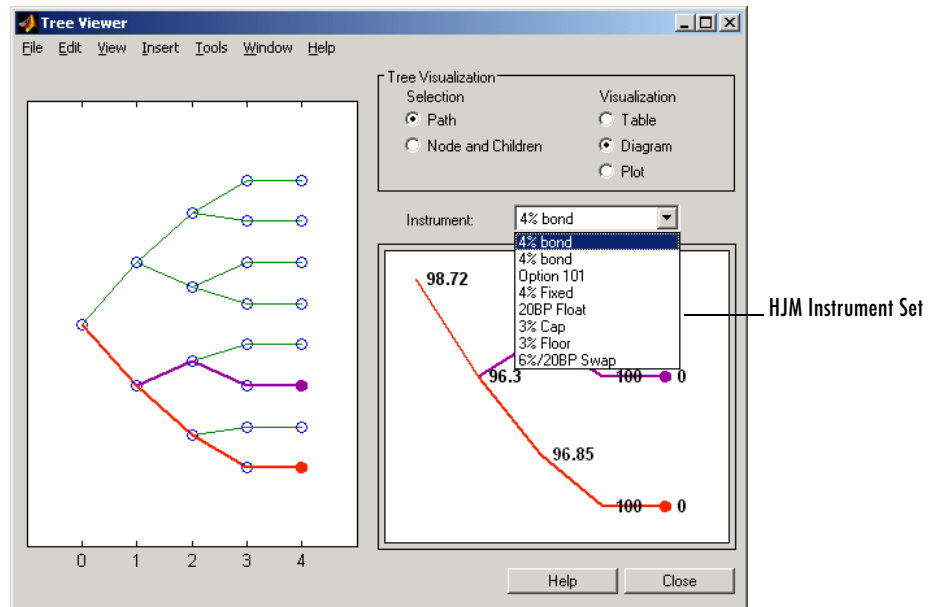 Tree Viewer
File Edit View Insert Tools Window Help
Tree Visualization
Selection Visualization
Path Table
Node and Children Diagram
Plot
Instrument: 4% bond
4% bond
4% bond
Option 101
4% Fixed
20BP Float
3% Cap
3% Floor
6%/20BP Swap
HJM Instrument Set
98.72
96.3 100 0
96.85
100 0
0 1 2 3 4
Help Close